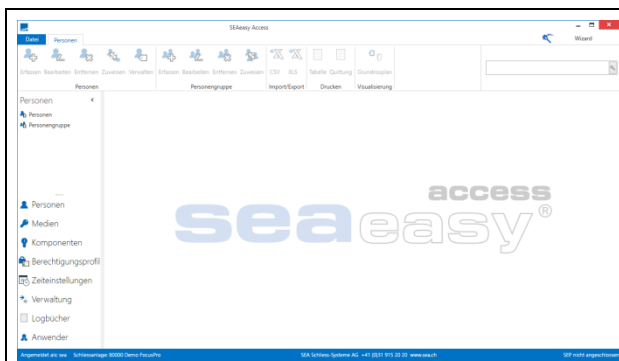 SEAeasy Access
Datei Personen Wizard
Erfassen Bearbeiten Entfernen Zuweisen Verwalten Erfassen Bearbeiten Entfernen Zuweisen CSV XLS Tabelle Quittung Grundrissplan
Personen Personengruppe Import/Export Drucken Visualisierung
Personen
Personen
Personengruppe
access
seaeasy®
Personen
Medien
Komponenten
Berechtigungsprofil
Zeiteinstellungen
Verwaltung
Logbücher
Anwender
Angemeldet als: sea Schliessanlage: 80000 Demo FocusPro SEA Schliess-Systeme AG +41 (0)31 915 20 20 www.sea.ch SEP nicht angeschlossen